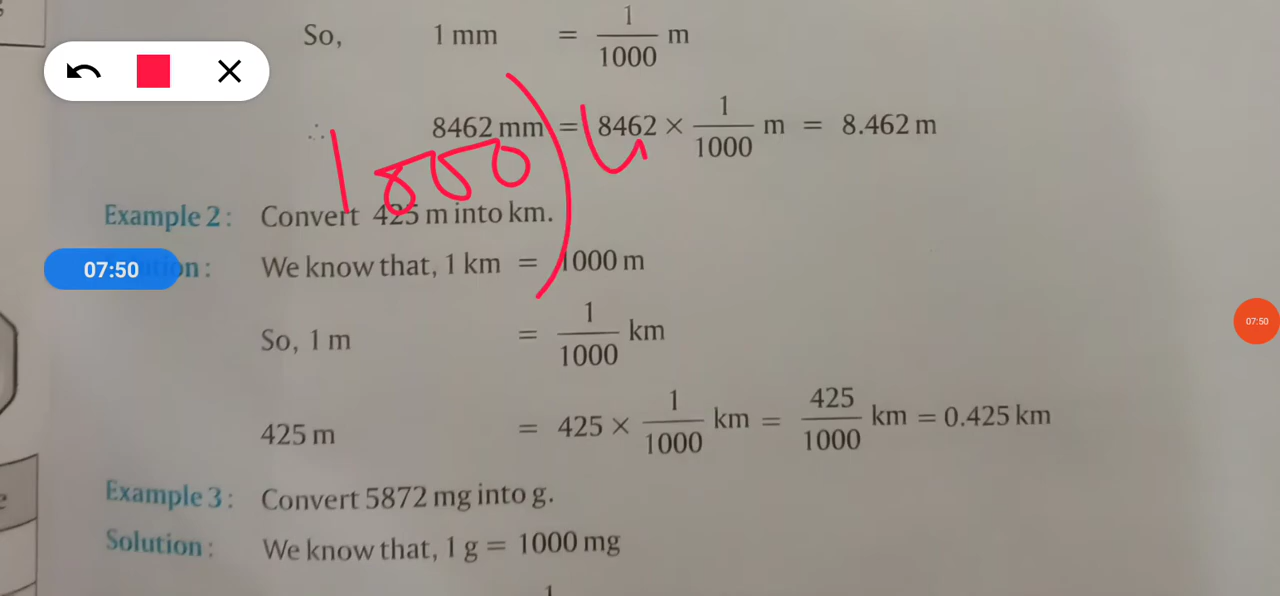 So, 1 mm = 1/1000 m
∴ 8462 mm = 8462 × 1/1000 m = 8.462 m
1000
Example 2: Convert 425 m into km.
07:50
We know that, 1 km = 1000 m
07:50
So, 1 m = 1/1000 km
425 m = 425 × 1/1000 km = 425/1000 km = 0.425 km
Example 3: Convert 5872 mg into g.
Solution: We know that, 1 g = 1000 mg
1